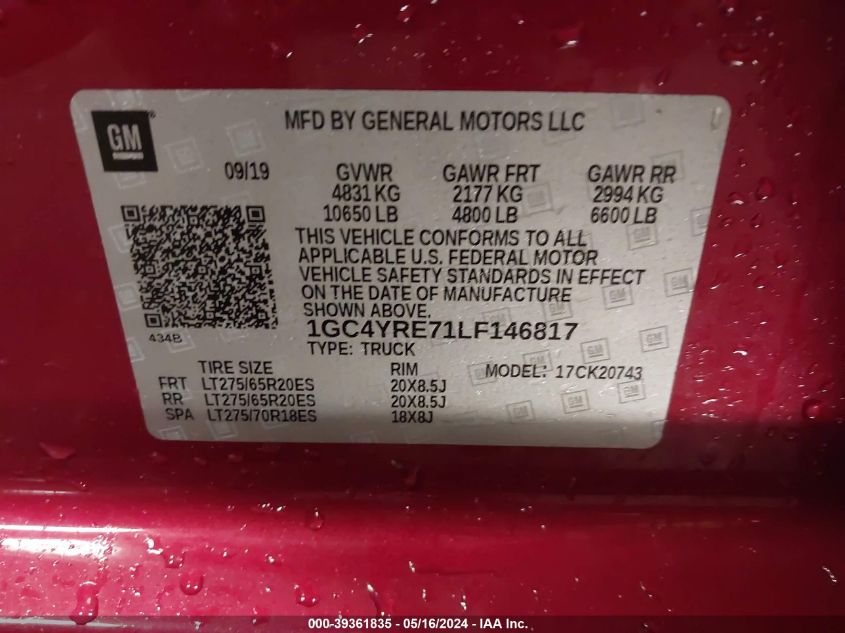 GM
MFD BY GENERAL MOTORS LLC
09/19
GVWR GAWR FRT GAWR RR
4831 KG 2177 KG 2994 KG
10650 LB 4800 LB 6600 LB
THIS VEHICLE CONFORMS TO ALL
APPLICABLE U.S. FEDERAL MOTOR
VEHICLE SAFETY STANDARDS IN EFFECT
ON THE DATE OF MANUFACTURE
SHOWN ABOVE.
434B
1GC4YRE71LF146817
TYPE: TRUCK
TIRE SIZE RIM MODEL: 17CK20743
FRT LT275/65R20ES 20X8.5J
RR LT275/65R20ES 20X8.5J
SPA LT275/70R18ES 18X8J
000-39361835 - 05/16/2024 - IAA Inc.